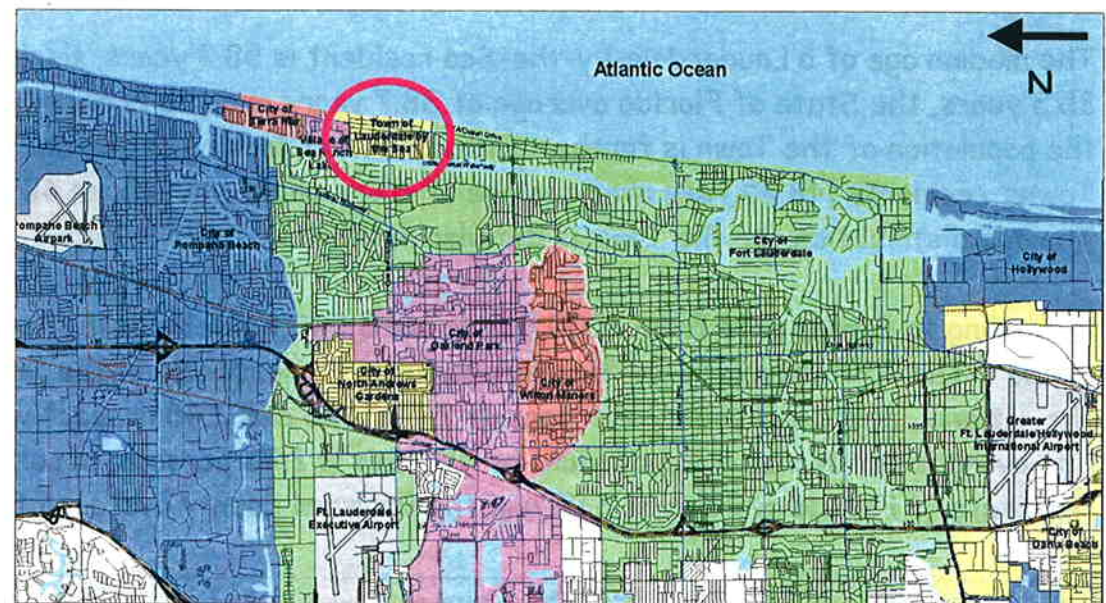 Atlantic Ocean
N
City of
Town of
Lauderdale by
the Sea
Village of
Pompano Beach
Airpark
City of
Pompano Beach
City of
Fort Lauderdale
City of
Hollywood
City of
Oakland Park
City of
North Andrews
Gardens
City of
Wilton Manors
Greater
Ft. Lauderdale/Hollywood
International Airport
Ft. Lauderdale
Executive Airport
City of
Dania Beach